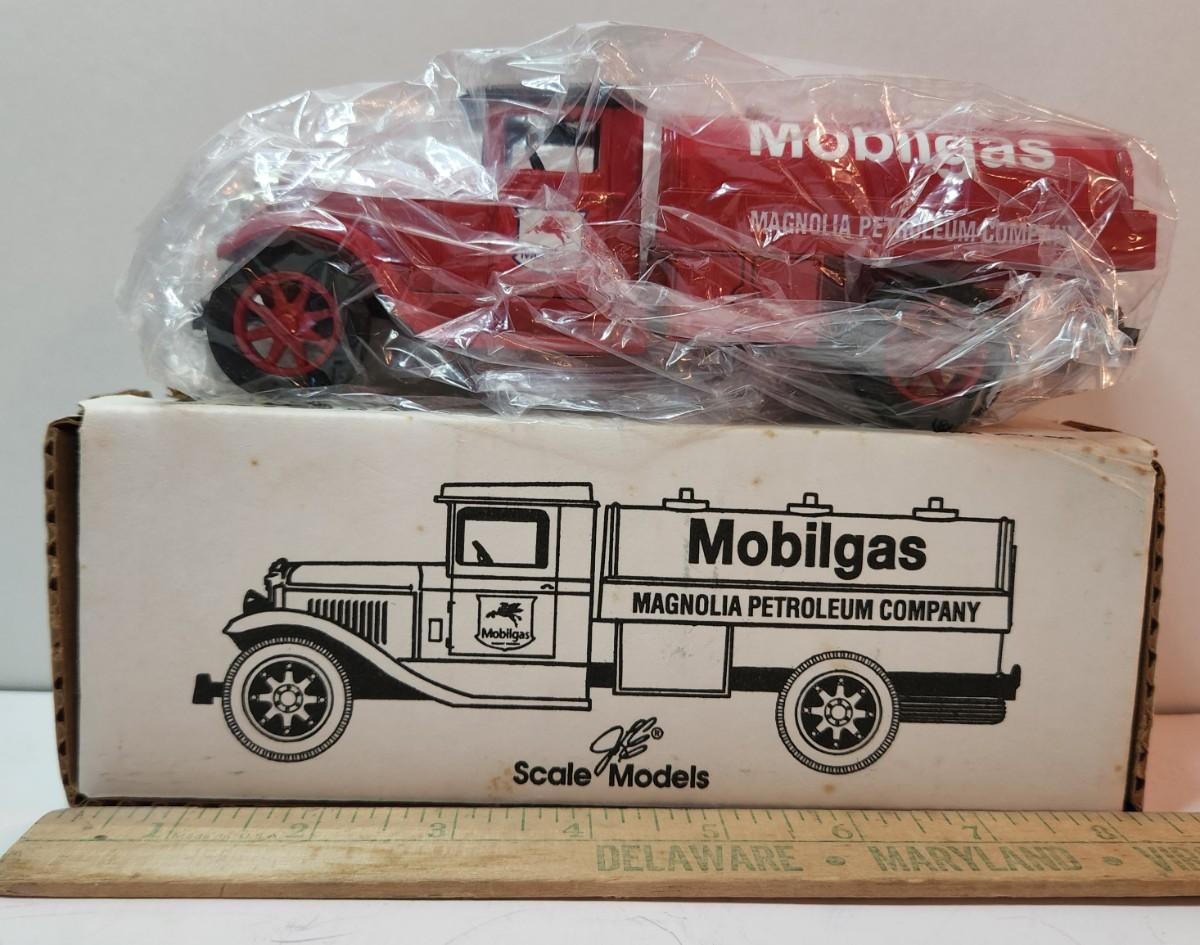 Mobilgas
MAGNOLIA PETROLEUM COMPANY
Mobilgas
MAGNOLIA PETROLEUM COMPANY
Mobilgas
Scale Models
®
1 2 3 4 5 6 7 8
DELAWARE • MARYLAND •